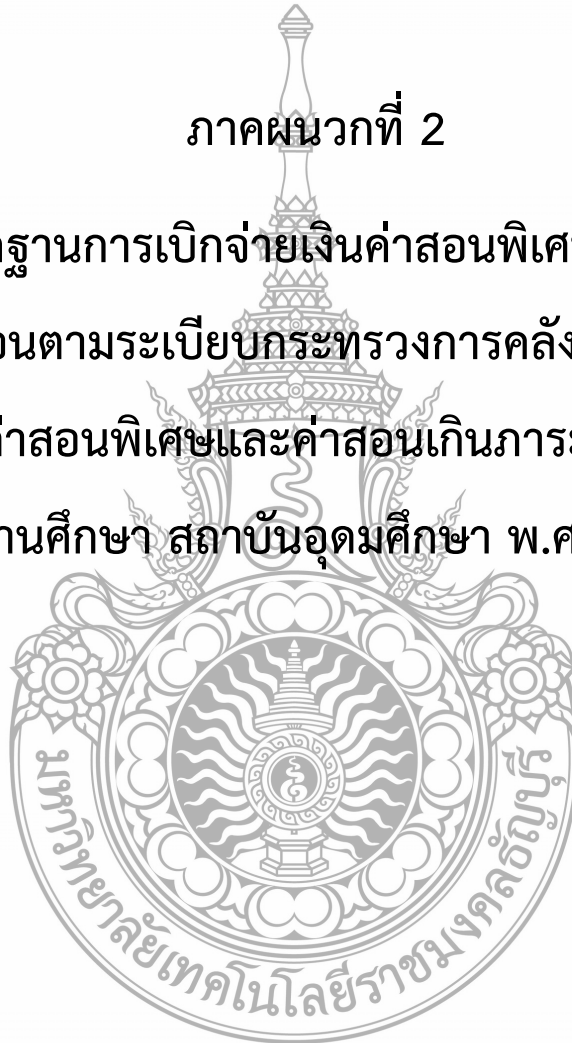 ภาคผนวกที่ 2
ฐานการเบิกจ่ายเงินค่าสอนพิเศ
อนตามระเบียบกระทรวงการคลัง
ค่าสอนพิเศษและค่าสอนเกินภาระ
านศึกษา สถาบันอุดมศึกษา พ.ศ
มหาวิทยาลัยเทคโนโลยีราชมงคลธัญบุรี